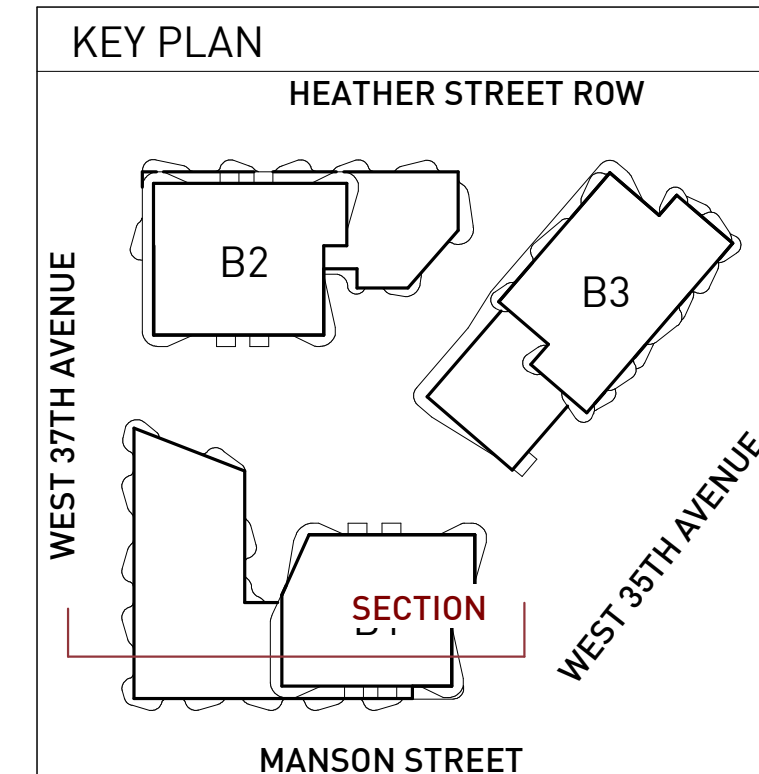 KEY PLAN
HEATHER STREET ROW
B2
B3
WEST 37TH AVENUE
WEST 35TH AVENUE
SECTION
MANSON STREET